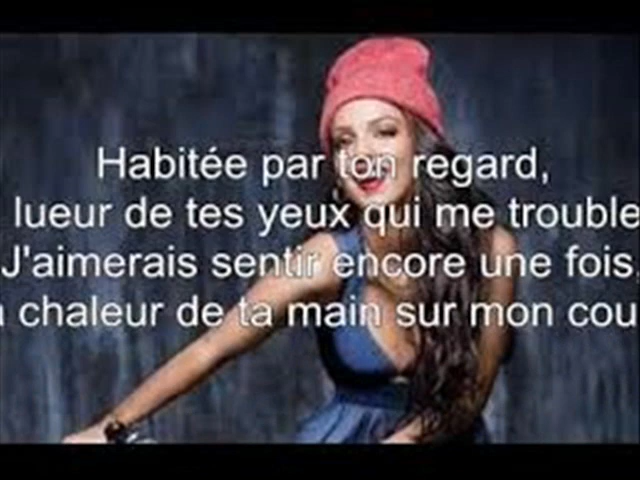 Habitée par ton regard,
lueur de tes yeux qui me trouble
J'aimerais sentir encore une fois
chaleur de ta main sur mon cou